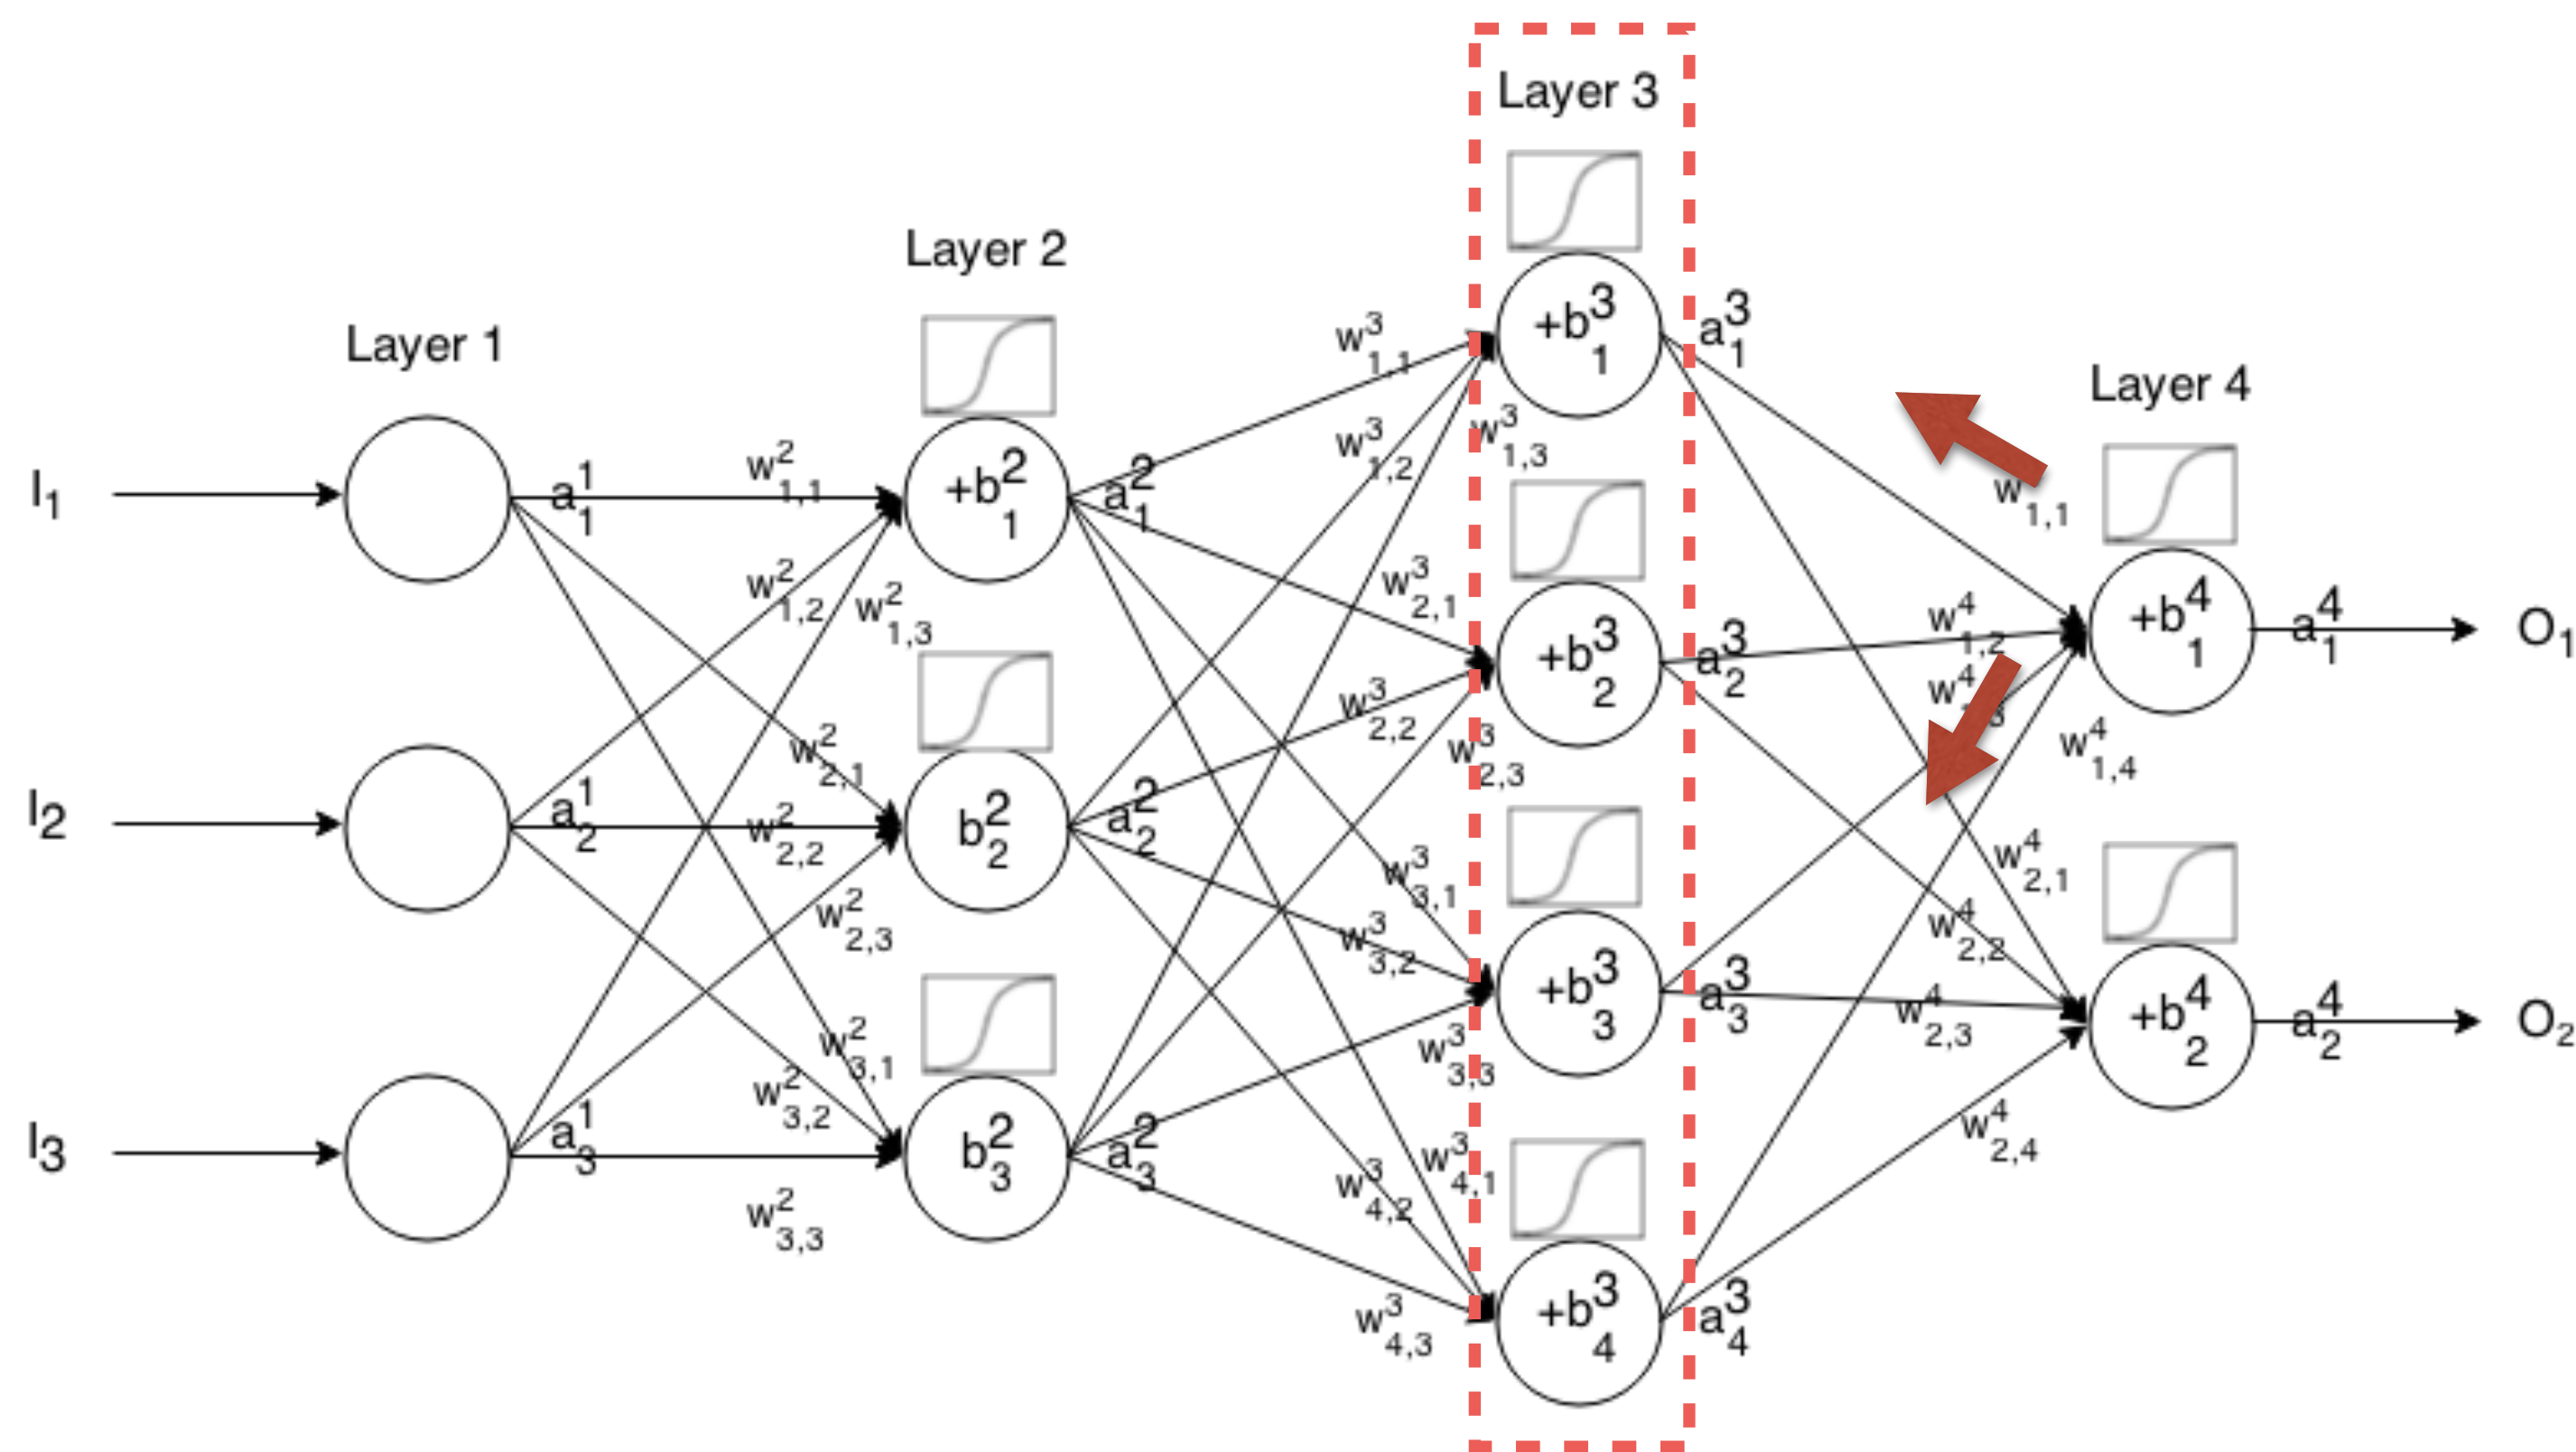 Layer 1
Layer 2
Layer 3
Layer 4
I₁
I₂
I₃
a¹₁
a¹₂
a¹₃
w²₁,₁
w²₁,₂
w²₁,₃
w²₂,₁
w²₂,₂
w²₂,₃
w²₃,₁
w²₃,₂
w²₃,₃
+b²₁
b²₂
b²₃
a²₁
a²₂
a²₃
w³₁,₁
w³₁,₂
w³₁,₃
w³₂,₁
w³₂,₂
w³₂,₃
w³₃,₁
w³₃,₂
w³₃,₃
w³₄,₁
w³₄,₂
w³₄,₃
+b³₁
+b³₂
+b³₃
+b³₄
a³₁
a³₂
a³₃
a³₄
w₁,₁
w⁴₁,₂
w⁴₁,₄
w⁴₂,₁
w⁴₂,₂
w⁴₂,₃
w⁴₂,₄
+b⁴₁
+b⁴₂
a⁴₁
a⁴₂
O₁
O₂